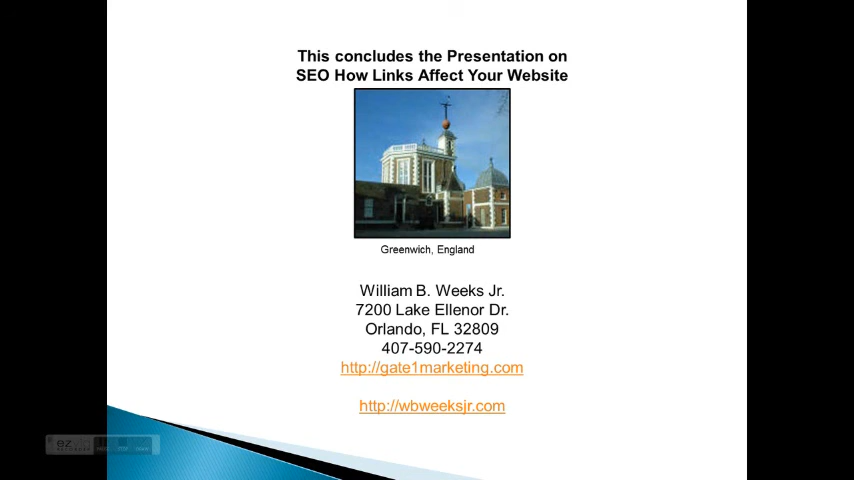 This concludes the Presentation on
SEO How Links Affect Your Website
Greenwich, England
William B. Weeks Jr.
7200 Lake Ellenor Dr.
Orlando, FL 32809
407-590-2274
http://gate1marketing.com
http://wbweeksjr.com
ez